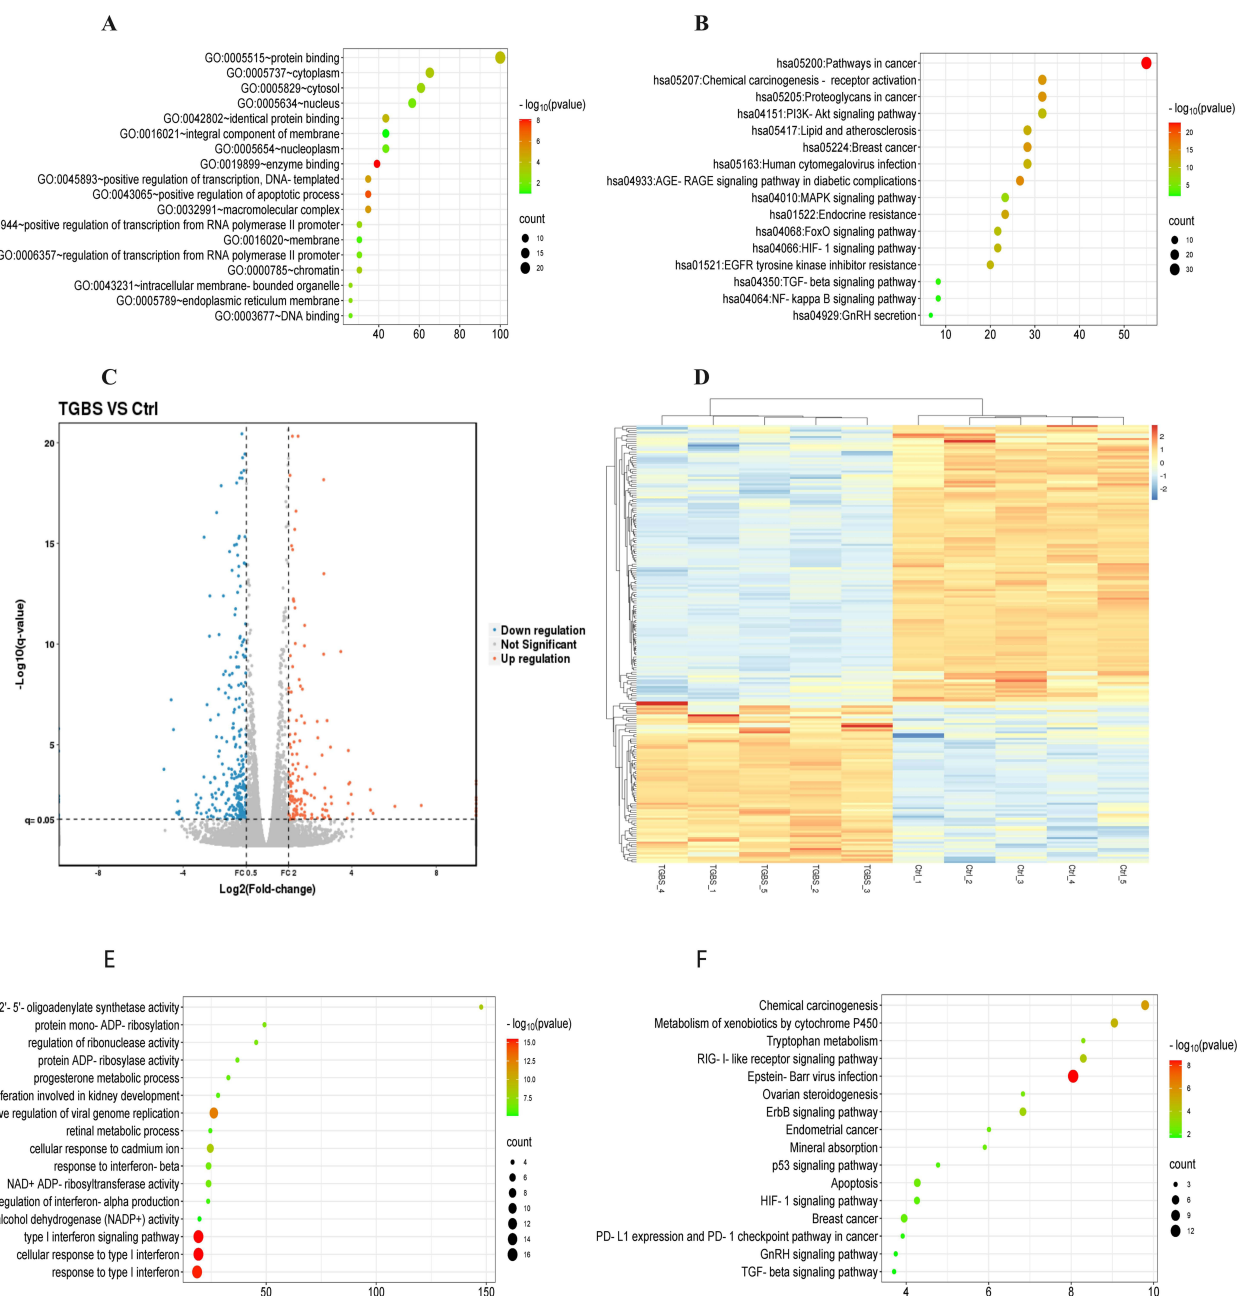 A
GO:0005515~protein binding
GO:0005737~cytoplasm
GO:0005829~cytosol
GO:0005634~nucleus
GO:0042802~identical protein binding
GO:0016021~integral component of membrane
GO:0005654~nucleoplasm
GO:0019899~enzyme binding
GO:0045893~positive regulation of transcription, DNA- templated
GO:0043065~positive regulation of apoptotic process
GO:0032991~macromolecular complex
944~positive regulation of transcription from RNA polymerase II promoter
GO:0016020~membrane
GO:0006357~regulation of transcription from RNA polymerase II promoter
GO:0000785~chromatin
GO:0043231~intracellular membrane- bounded organelle
GO:0005789~endoplasmic reticulum membrane
GO:0003677~DNA binding
40 60 80 100
- log10(pvalue)
8
6
4
2
count
10
15
20
B
hsa05200:Pathways in cancer
hsa05207:Chemical carcinogenesis - receptor activation
hsa05205:Proteoglycans in cancer
hsa04151:PI3K- Akt signaling pathway
hsa05417:Lipid and atherosclerosis
hsa05224:Breast cancer
hsa05163:Human cytomegalovirus infection
hsa04933:AGE- RAGE signaling pathway in diabetic complications
hsa04010:MAPK signaling pathway
hsa01522:Endocrine resistance
hsa04068:FoxO signaling pathway
hsa04066:HIF- 1 signaling pathway
hsa01521:EGFR tyrosine kinase inhibitor resistance
hsa04350:TGF- beta signaling pathway
hsa04064:NF- kappa B signaling pathway
hsa04929:GnRH secretion
10 20 30 40 50
- log10(pvalue)
20
15
10
5
count
10
20
30
C
TGBS VS Ctrl
-Log10(q-value)
20
15
10
5
q= 0.05
-8 -4 FC 0.5 FC 2 4 8
Log2(Fold-change)
Down regulation
Not Significant
Up regulation
D
2
1
0
-1
-2
TGBS_4 TGBS_1 TGBS_5 TGBS_2 TGBS_3 Ctrl_1 Ctrl_2 Ctrl_3 Ctrl_4 Ctrl_5
E
2'- 5'- oligoadenylate synthetase activity
protein mono- ADP- ribosylation
regulation of ribonuclease activity
protein ADP- ribosylase activity
progesterone metabolic process
feration involved in kidney development
ve regulation of viral genome replication
retinal metabolic process
cellular response to cadmium ion
response to interferon- beta
NAD+ ADP- ribosyltransferase activity
egulation of interferon- alpha production
lcohol dehydrogenase (NADP+) activity
type I interferon signaling pathway
cellular response to type I interferon
response to type I interferon
50 100 150
- log10(pvalue)
15.0
12.5
10.0
7.5
count
4
6
8
10
12
14
16
F
Chemical carcinogenesis
Metabolism of xenobiotics by cytochrome P450
Tryptophan metabolism
RIG- I- like receptor signaling pathway
Epstein- Barr virus infection
Ovarian steroidogenesis
ErbB signaling pathway
Endometrial cancer
Mineral absorption
p53 signaling pathway
Apoptosis
HIF- 1 signaling pathway
Breast cancer
PD- L1 expression and PD- 1 checkpoint pathway in cancer
GnRH signaling pathway
TGF- beta signaling pathway
4 6 8 10
- log10(pvalue)
8
6
4
2
count
3
6
9
12